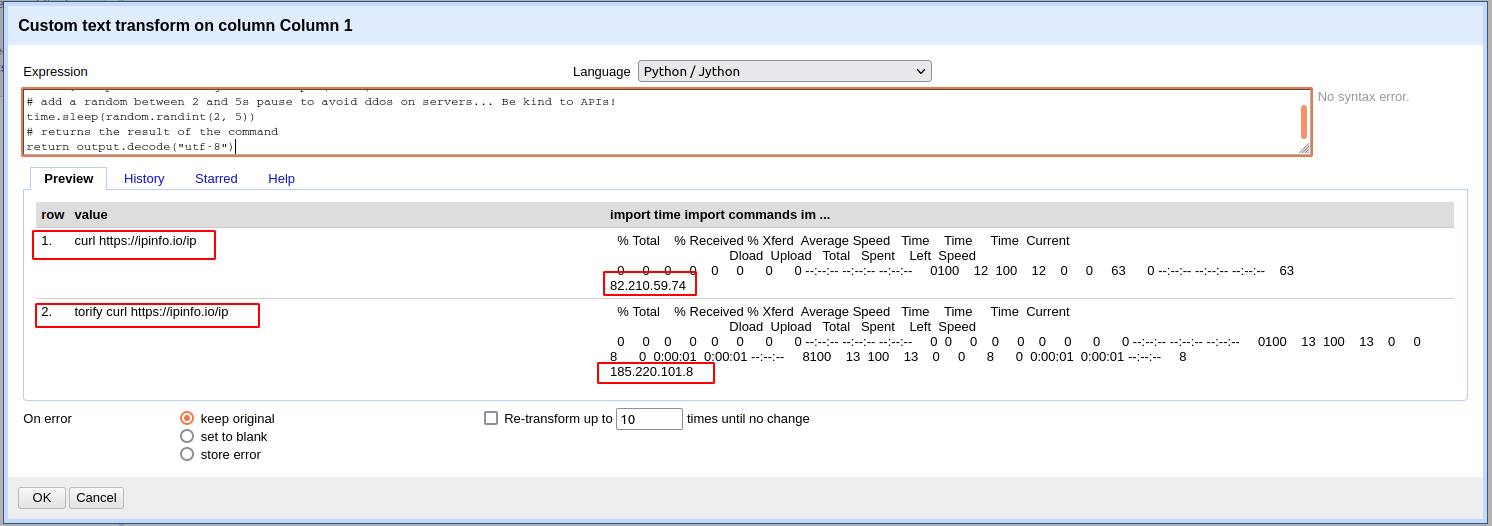 Custom text transform on column Column 1
Expression
Language Python / Jython
# add a random between 2 and 5s pause to avoid ddos on servers... Be kind to APIs!
time.sleep(random.randint(2, 5))
# returns the result of the command
return output.decode("utf-8")
No syntax error.
Preview History Starred Help
row value import time import commands im ...
1. curl https://ipinfo.io/ip % Total % Received % Xferd Average Speed Time Time Time Current
Dload Upload Total Spent Left Speed
0 0 0 0 0 0 0 0 --:--:-- --:--:-- --:--:-- 0100 12 100 12 0 0 63 0 --:--:-- --:--:-- --:--:-- 63
82.210.59.74
2. torify curl https://ipinfo.io/ip % Total % Received % Xferd Average Speed Time Time Time Current
Dload Upload Total Spent Left Speed
0 0 0 0 0 0 0 0 --:--:-- --:--:-- --:--:-- 0 0 0 0 0 0 0 0 0 --:--:-- --:--:-- --:--:-- 0100 13 100 13 0 0
8 0 0:00:01 0:00:01 --:--:-- 8100 13 100 13 0 0 8 0 0:00:01 0:00:01 --:--:-- 8
185.220.101.8
On error keep original Re-transform up to 10 times until no change
set to blank
store error
OK Cancel